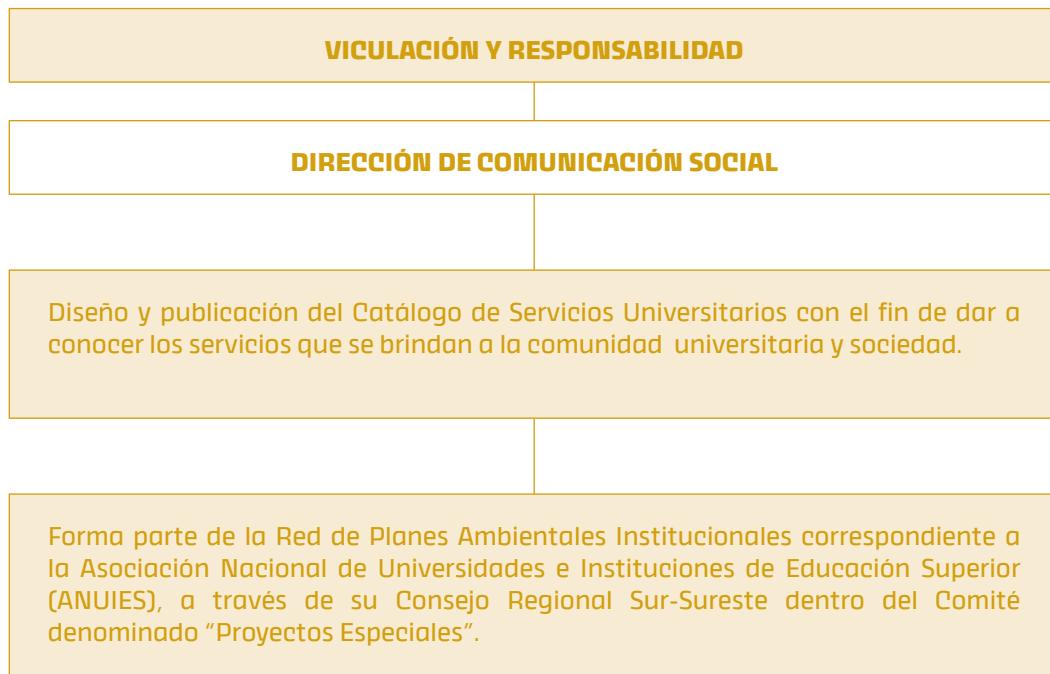 VICULACIÓN Y RESPONSABILIDAD
DIRECCIÓN DE COMUNICACIÓN SOCIAL
Diseño y publicación del Catálogo de Servicios Universitarios con el fin de dar a
conocer los servicios que se brindan a la comunidad universitaria y sociedad.
Forma parte de la Red de Planes Ambientales Institucionales correspondiente a
la Asociación Nacional de Universidades e Instituciones de Educación Superior
(ANUIES), a través de su Consejo Regional Sur-Sureste dentro del Comité
denominado “Proyectos Especiales”.